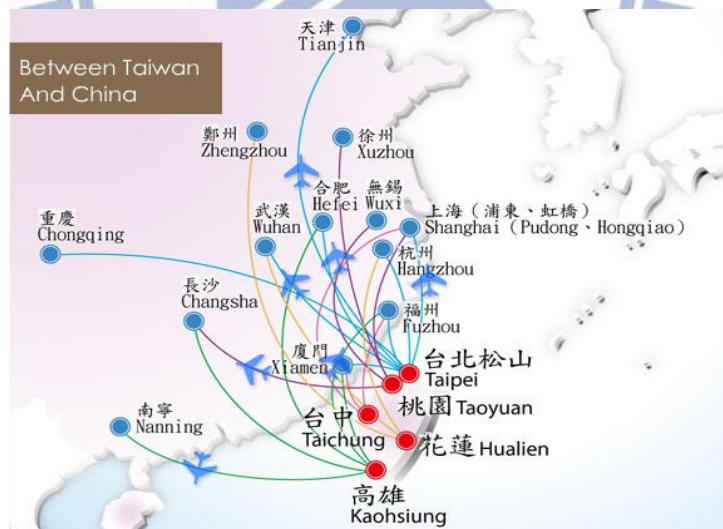 Between Taiwan
And China
天津
Tianjin
鄭州
Zhengzhou
徐州
Xuzhou
合肥
Hefei
無錫
Wuxi
武漢
Wuhan
上海（浦東、虹橋）
Shanghai (Pudong、Hongqiao)
重慶
Chongqing
杭州
Hangzhou
長沙
Changsha
福州
Fuzhou
廈門
Xiamen
台北松山
Taipei
桃園 Taoyuan
台中
Taichung
南寧
Nanning
花蓮 Hualien
高雄
Kaohsiung